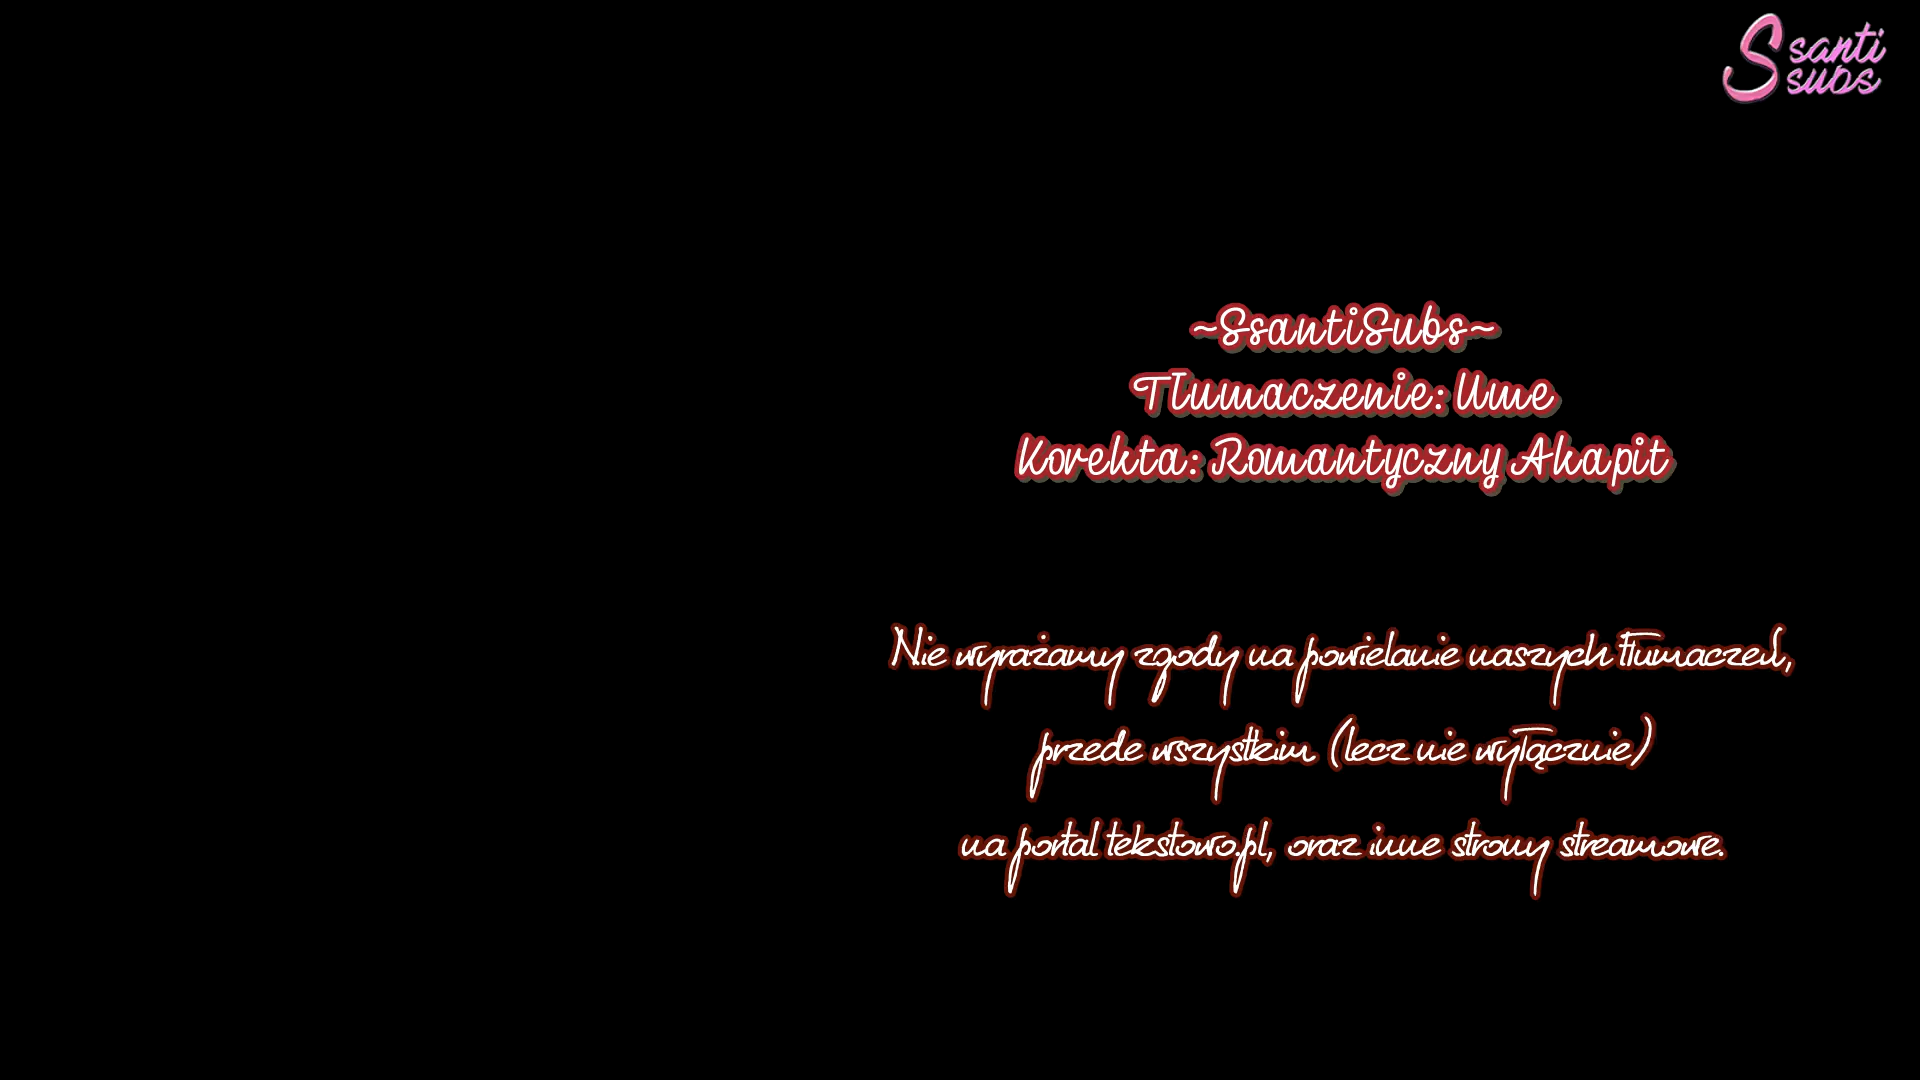 Ssanti
subs
~SsantiSubs~
Tłumaczenie: Ume
Korekta: Romantyczny Akapit
Nie wyrażamy zgody na powielanie naszych tłumaczeń,
przede wszystkim (lecz nie wyłącznie)
na portal tekstowo.pl, oraz inne strony streamowe.